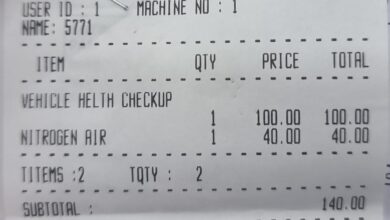 USER ID : 1 MACHINE NO : 1
NAME: 5771
ITEM QTY PRICE TOTAL
VEHICLE HELTH CHECKUP
1 100.00 100.00
NITROGEN AIR 1 40.00 40.00
TITEMS :2 TQTY : 2
SUBTOTAL : 140.00